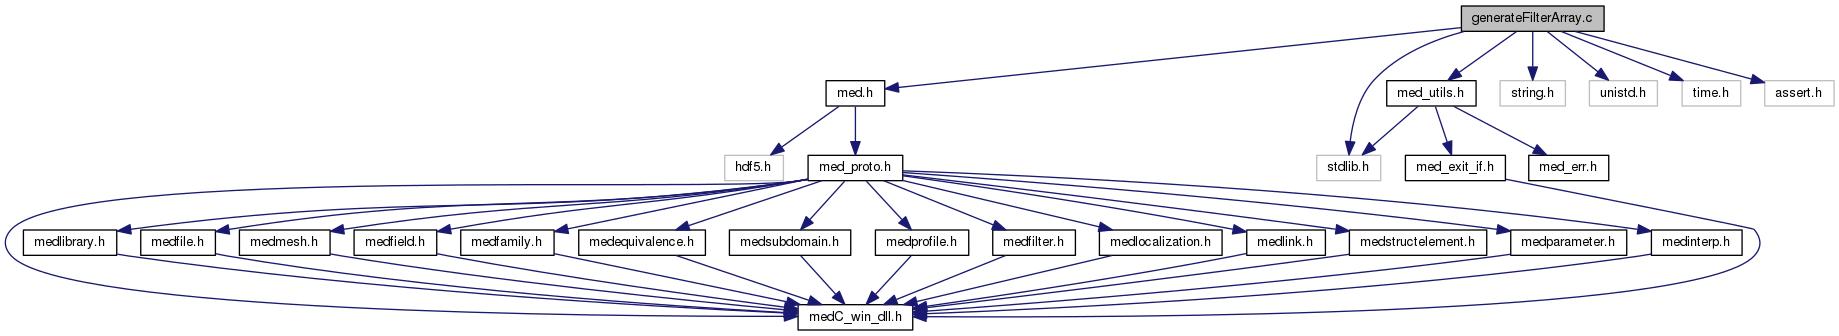 generateFilterArray.c
med.h
med_utils.h
string.h
unistd.h
time.h
assert.h
hdf5.h
med_proto.h
stdlib.h
med_exit_if.h
med_err.h
medlibrary.h
medfile.h
medmesh.h
medfield.h
medfamily.h
medequivalence.h
medsubdomain.h
medprofile.h
medfilter.h
medlocalization.h
medlink.h
medstructelement.h
medparameter.h
medinterp.h
medC_win_dll.h